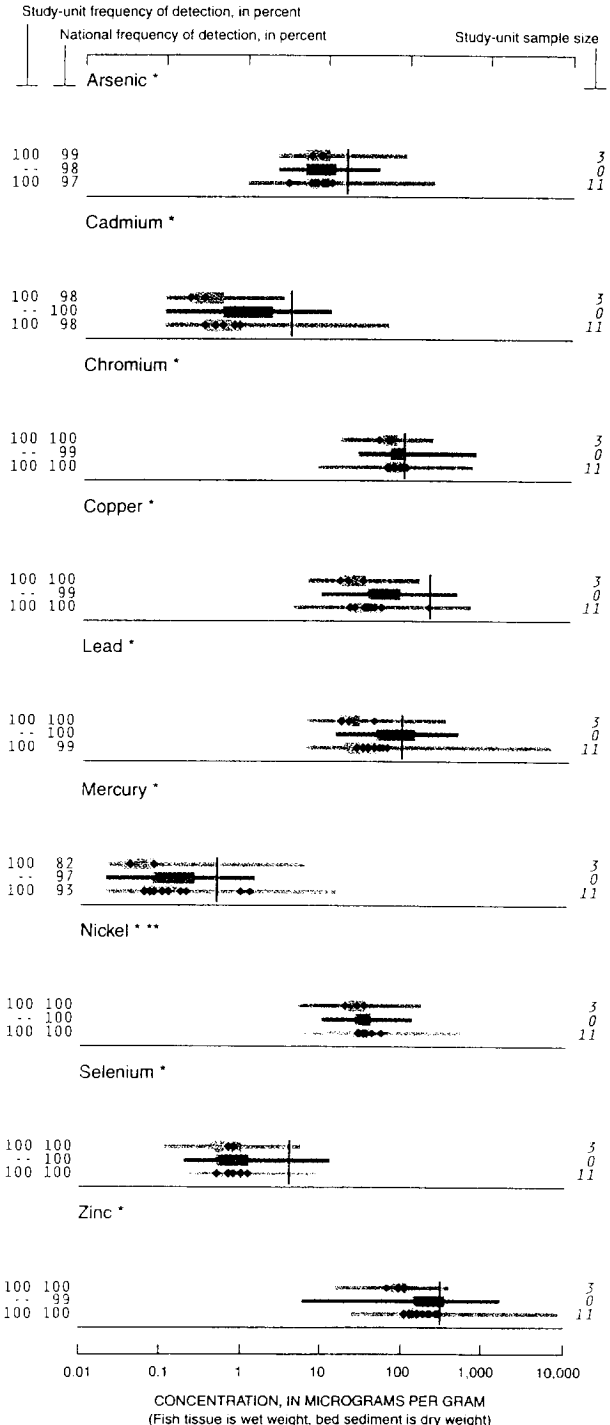 Study-unit frequency of detection, in percent
National frequency of detection, in percent
Study-unit sample size
Arsenic *
100 99 3
-- 98 0
100 97 11
Cadmium *
100 98 3
-- 100 0
100 98 11
Chromium *
100 100 3
-- 99 0
100 100 11
Copper *
100 100 3
-- 99 0
100 100 11
Lead *
100 100 3
-- 100 0
100 99 11
Mercury *
100 82 3
-- 97 0
100 93 11
Nickel * **
100 100 3
-- 100 0
100 100 11
Selenium *
100 100 3
-- 100 0
100 100 11
Zinc *
100 100 3
-- 99 0
100 100 11
0.01 0.1 1 10 100 1,000 10,000
CONCENTRATION, IN MICROGRAMS PER GRAM
(Fish tissue is wet weight, bed sediment is dry weight)